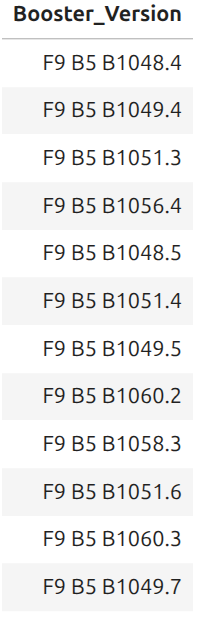 Booster_Version
F9 B5 B1048.4
F9 B5 B1049.4
F9 B5 B1051.3
F9 B5 B1056.4
F9 B5 B1048.5
F9 B5 B1051.4
F9 B5 B1049.5
F9 B5 B1060.2
F9 B5 B1058.3
F9 B5 B1051.6
F9 B5 B1060.3
F9 B5 B1049.7